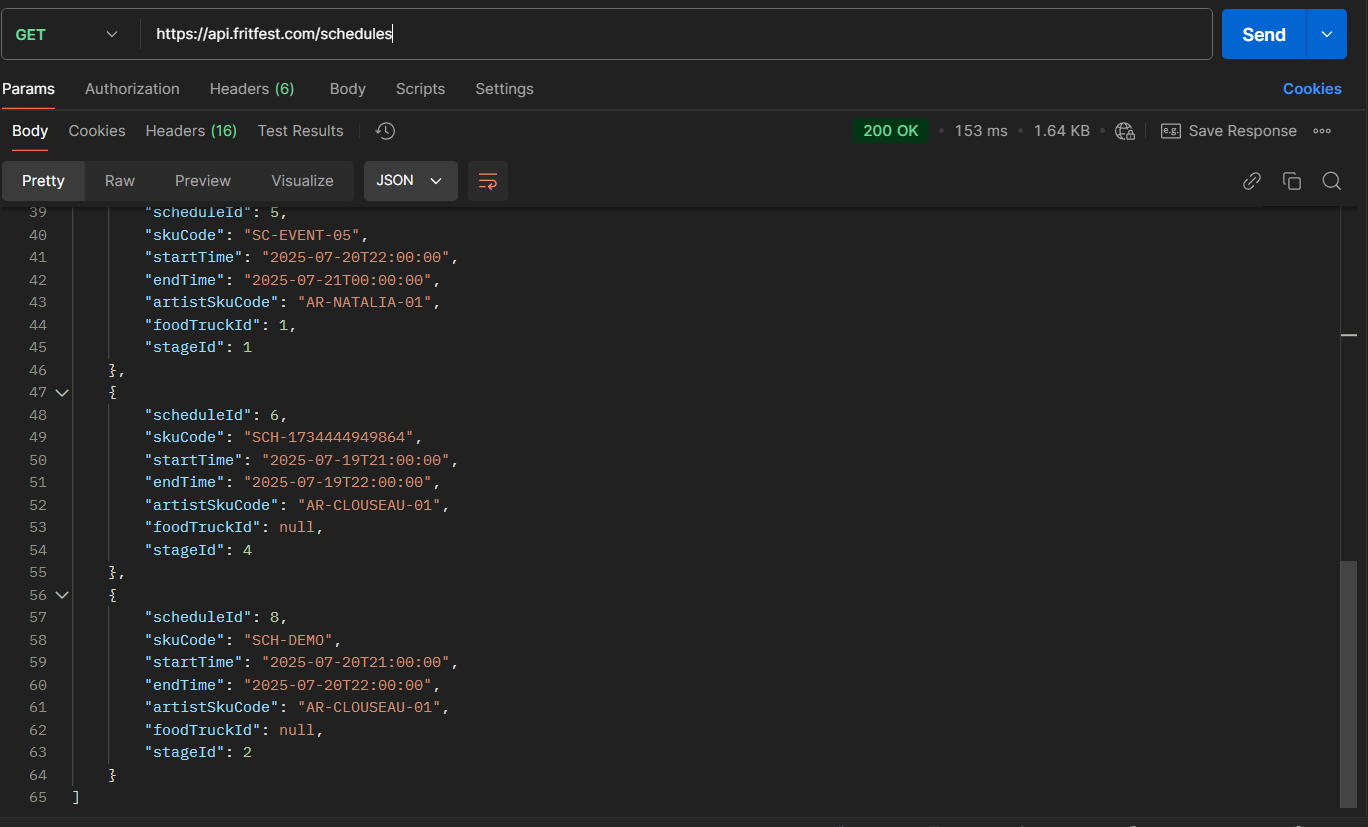 GET https://api.fritfest.com/schedules Send
Params Authorization Headers (6) Body Scripts Settings Cookies
Body Cookies Headers (16) Test Results 200 OK • 153 ms • 1.64 KB • e.g. Save Response
Pretty Raw Preview Visualize JSON
39 "scheduleId": 5,
40 "skuCode": "SC-EVENT-05",
41 "startTime": "2025-07-20T22:00:00",
42 "endTime": "2025-07-21T00:00:00",
43 "artistSkuCode": "AR-NATALIA-01",
44 "foodTruckId": 1,
45 "stageId": 1
46 },
47 {
48 "scheduleId": 6,
49 "skuCode": "SCH-1734444949864",
50 "startTime": "2025-07-19T21:00:00",
51 "endTime": "2025-07-19T22:00:00",
52 "artistSkuCode": "AR-CLOUSEAU-01",
53 "foodTruckId": null,
54 "stageId": 4
55 },
56 {
57 "scheduleId": 8,
58 "skuCode": "SCH-DEMO",
59 "startTime": "2025-07-20T21:00:00",
60 "endTime": "2025-07-20T22:00:00",
61 "artistSkuCode": "AR-CLOUSEAU-01",
62 "foodTruckId": null,
63 "stageId": 2
64 }
65 ]